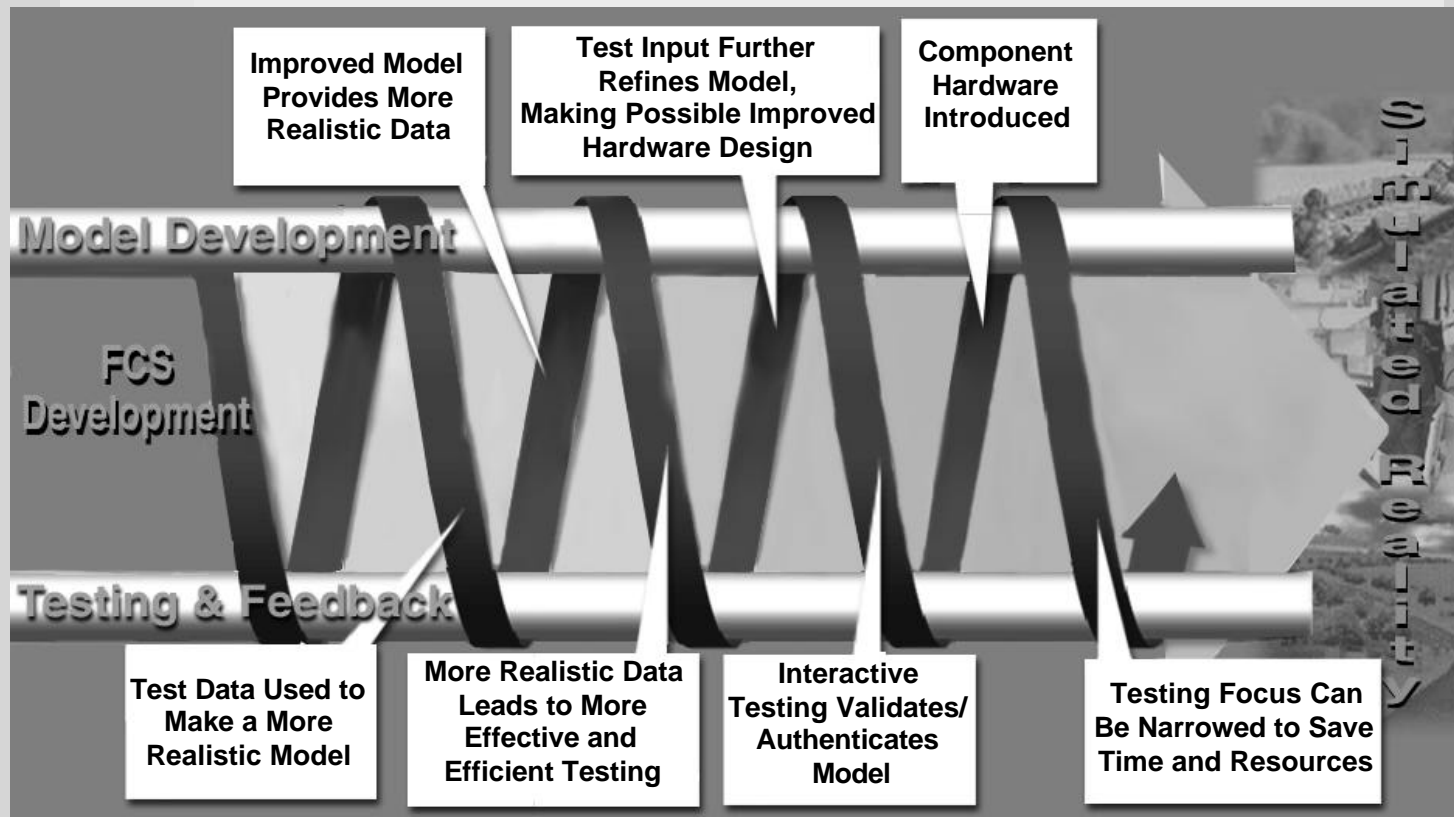 Improved Model
Provides More
Realistic Data
Test Input Further
Refines Model,
Making Possible Improved
Hardware Design
Component
Hardware
Introduced
Model Development
FCS
Development
Testing & Feedback
Test Data Used to
Make a More
Realistic Model
More Realistic Data
Leads to More
Effective and
Efficient Testing
Interactive
Testing Validates/
Authenticates
Model
Testing Focus Can
Be Narrowed to Save
Time and Resources
Simulated Reality